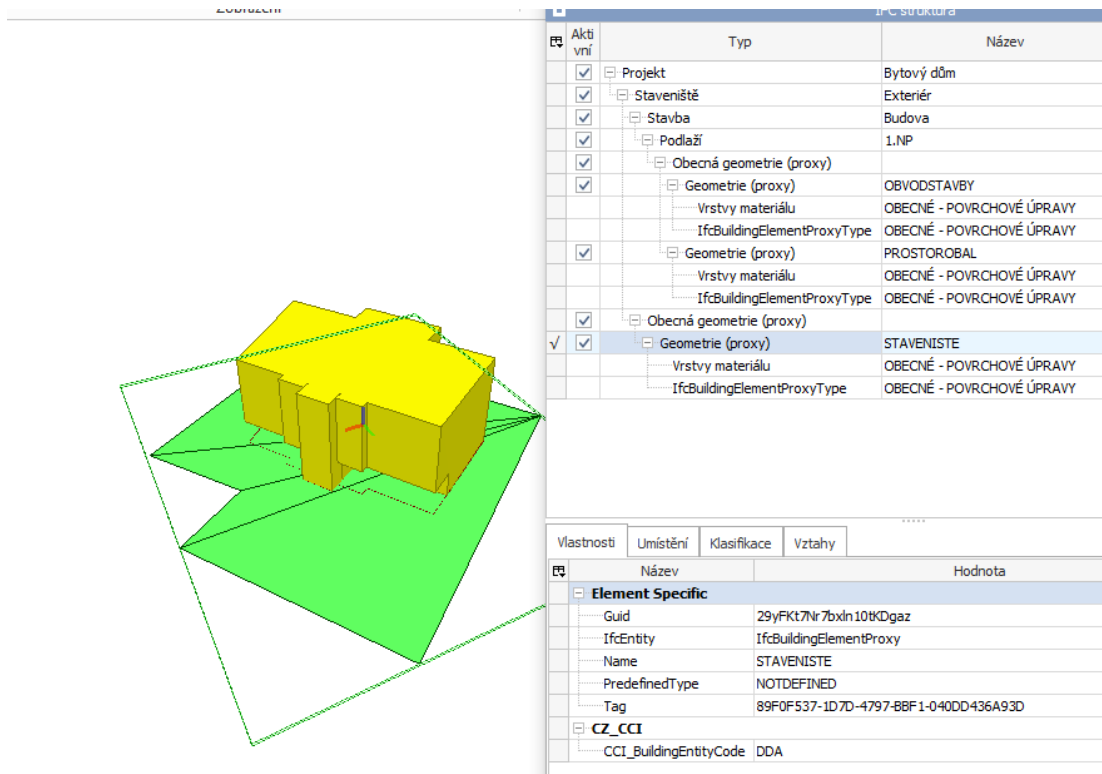 Zobrazení
IFC struktura
Akti
vní
Typ
Název
Projekt
Bytový dům
Staveniště
Exteriér
Stavba
Budova
Podlaží
1.NP
Obecná geometrie (proxy)
Geometrie (proxy)
OBVODSTAVBY
Vrstvy materiálu
OBECNÉ - POVRCHOVÉ ÚPRAVY
IfcBuildingElementProxyType
OBECNÉ - POVRCHOVÉ ÚPRAVY
Geometrie (proxy)
PROSTOROBAL
Vrstvy materiálu
OBECNÉ - POVRCHOVÉ ÚPRAVY
IfcBuildingElementProxyType
OBECNÉ - POVRCHOVÉ ÚPRAVY
Obecná geometrie (proxy)
Geometrie (proxy)
STAVENISTE
Vrstvy materiálu
OBECNÉ - POVRCHOVÉ ÚPRAVY
IfcBuildingElementProxyType
OBECNÉ - POVRCHOVÉ ÚPRAVY
Vlastnosti
Umístění
Klasifikace
Vztahy
Název
Hodnota
Element Specific
Guid
29yFKt7Nr7bxln10tKDgaz
IfcEntity
IfcBuildingElementProxy
Name
STAVENISTE
PredefinedType
NOTDEFINED
Tag
89F0F537-1D7D-4797-BBF1-040DD436A93D
CZ_CCI
CCI_BuildingEntityCode
DDA